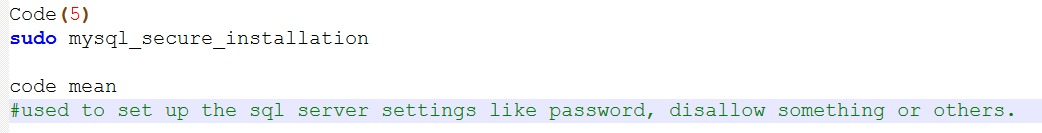 Code(5)
sudo mysql_secure_installation
code mean
#used to set up the sql server settings like password, disallow something or others.